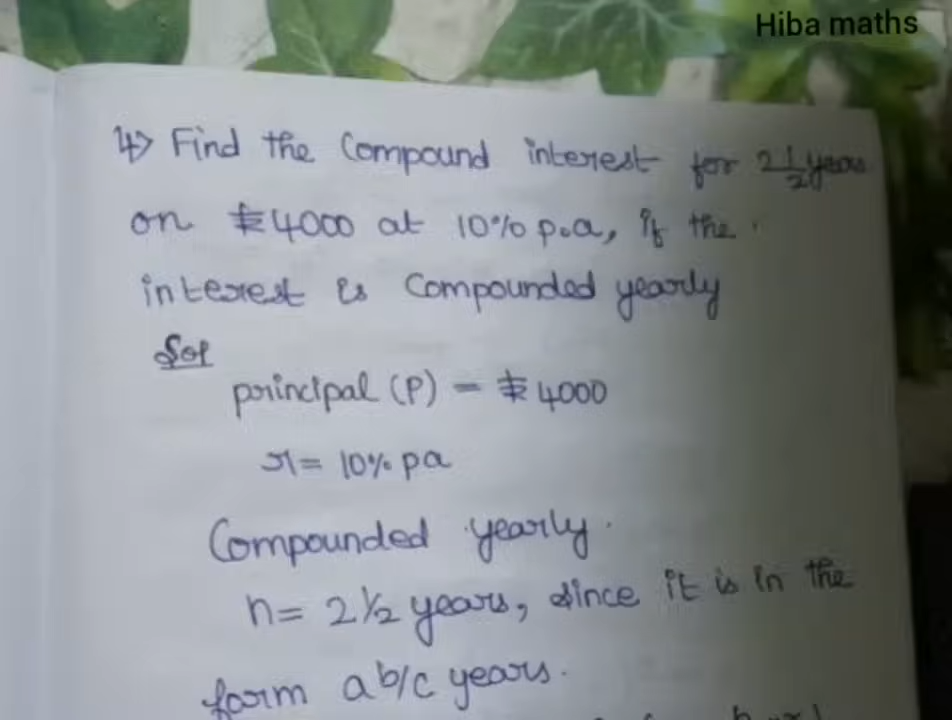 Hiba maths
4) Find the Compound interest for 2 1/2 years
on ₹4000 at 10% p.a, if the
interest is Compounded yearly
Sol
principal (P) = ₹4000
r = 10% pa
Compounded yearly.
n = 2 1/2 years, since it is in the
form a b/c years.